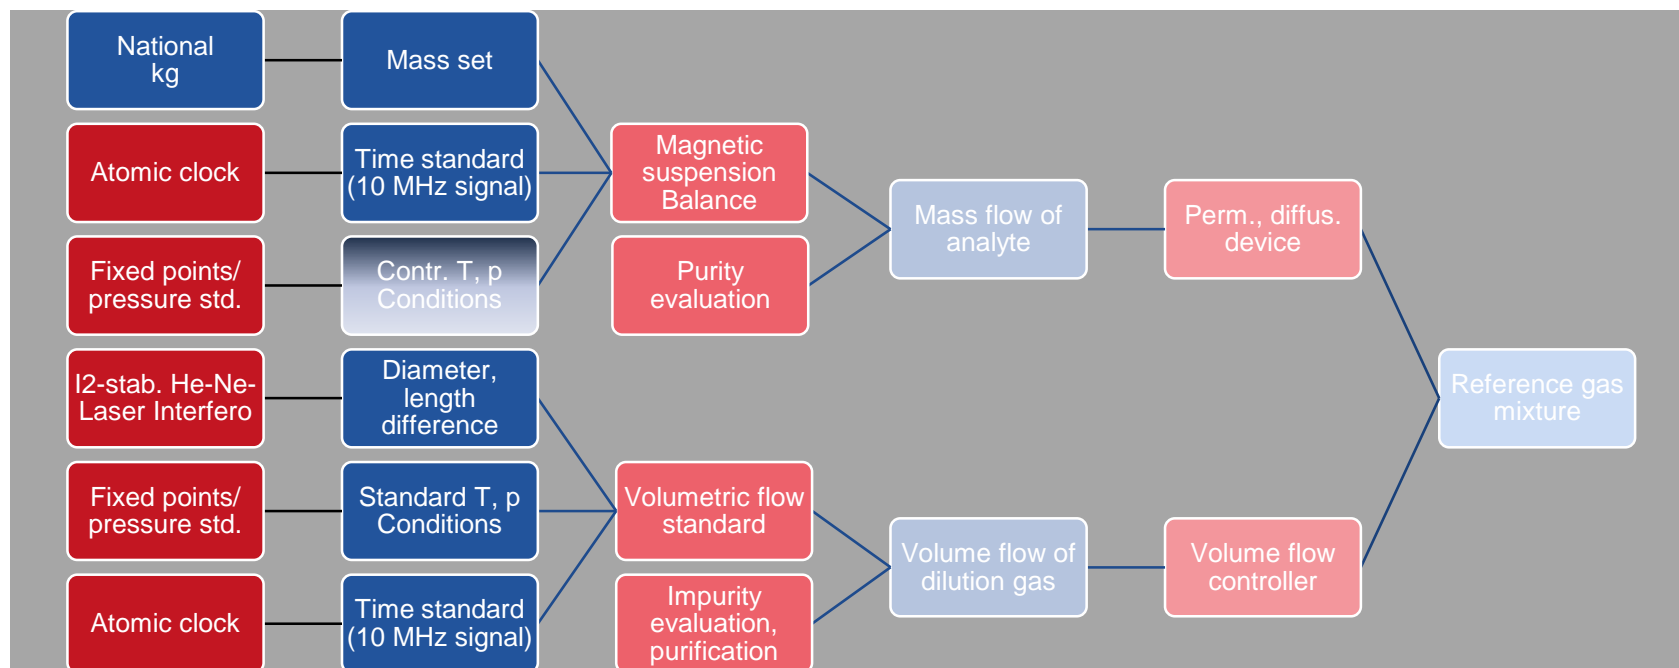 National
kg
Mass set
Atomic clock
Time standard
(10 MHz signal)
Magnetic
suspension
Balance
Fixed points/
pressure std.
Contr. T, p
Conditions
Purity
evaluation
Mass flow of
analyte
Perm., diffus.
device
I2-stab. He-Ne-
Laser Interfero
Diameter,
length
difference
Reference gas
mixture
Fixed points/
pressure std.
Standard T, p
Conditions
Volumetric flow
standard
Atomic clock
Time standard
(10 MHz signal)
Impurity
evaluation,
purification
Volume flow of
dilution gas
Volume flow
controller